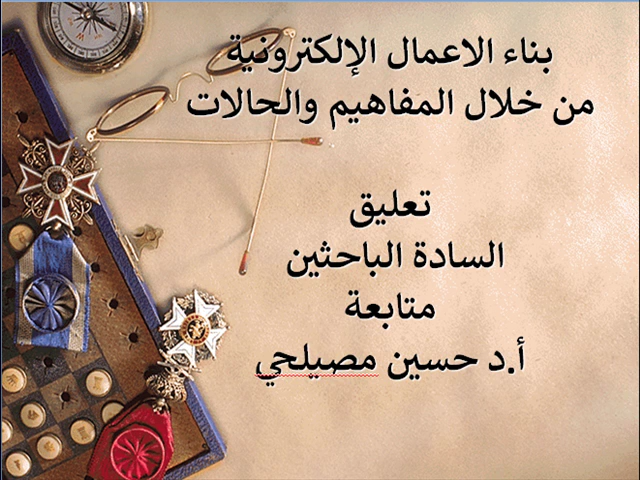 بناء الاعمال الإلكترونية
من خلال المفاهيم والحالات
تعليق
السادة الباحثين
متابعة
أ.د حسين مصيلحي